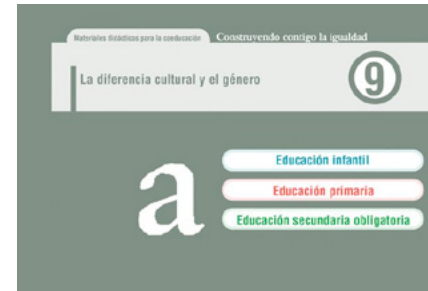 Materiales didácticos para la coeducación Construyendo contigo la igualdad
La diferencia cultural y el género
9
a
Educación infantil
Educación primaria
Educación secundaria obligatoria